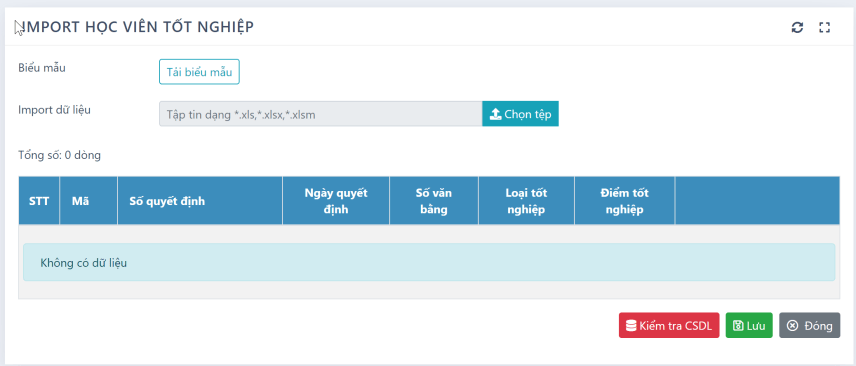 IMPORT HỌC VIÊN TỐT NGHIỆP
Biểu mẫu
Tải biểu mẫu
Import dữ liệu
Tập tin dạng *.xls,*.xlsx,*.xlsm
Chọn tệp
Tổng số: 0 dòng
STT
Mã
Số quyết định
Ngày quyết
định
Số văn
bằng
Loại tốt
nghiệp
Điểm tốt
nghiệp
Không có dữ liệu
Kiểm tra CSDL
Lưu
Đóng